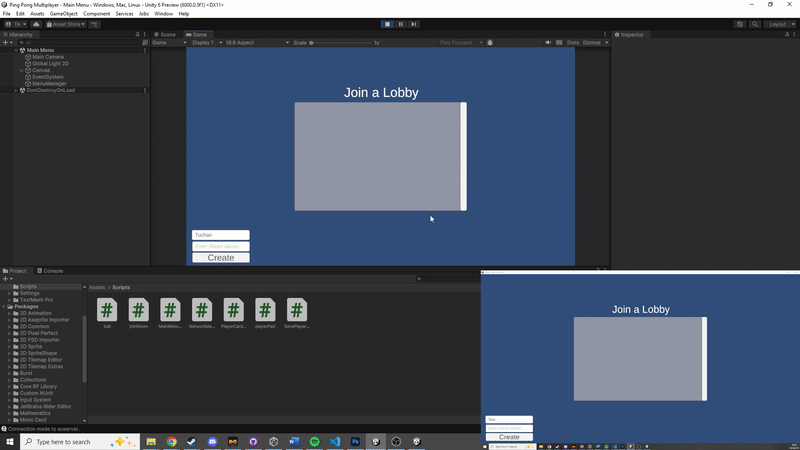 Ping Pong Multiplayer - Main Menu - Windows, Mac, Linux - Unity 6 Preview (6000.0.5f1) <DX11>
File Edit Assets GameObject Component Services Jobs Window Help
TA Asset Store Layout
Hierarchy Scene Game Inspector
All Game Display 1 16:9 Aspect Scale 1x Play Focused Stats Gizmos
Main Menu
Main Camera
Global Light 2D
Canvas
EventSystem
MenuManager
DontDestroyOnLoad
Join a Lobby
Tuchan
Enter Room Name...
Create
Project Console
Scripts
Settings
TextMesh Pro
Packages
2D Animation
2D Aseprite Importer
2D Common
2D Pixel Perfect
2D PSD Importer
2D Sprite
2D SpriteShape
2D Tilemap Editor
2D Tilemap Extras
Burst
Collections
Core RP Library
Custom NUnit
Input System
JetBrains Rider Editor
Mathematics
Mono Cecil
Assets > Scripts
ball joinRoom MainMenu... NetworkMa... PlayerCard... playerPad SavePlayer...
Join a Lobby
Enter Room Name...
Create
Connection made to euserver.
Type here to search